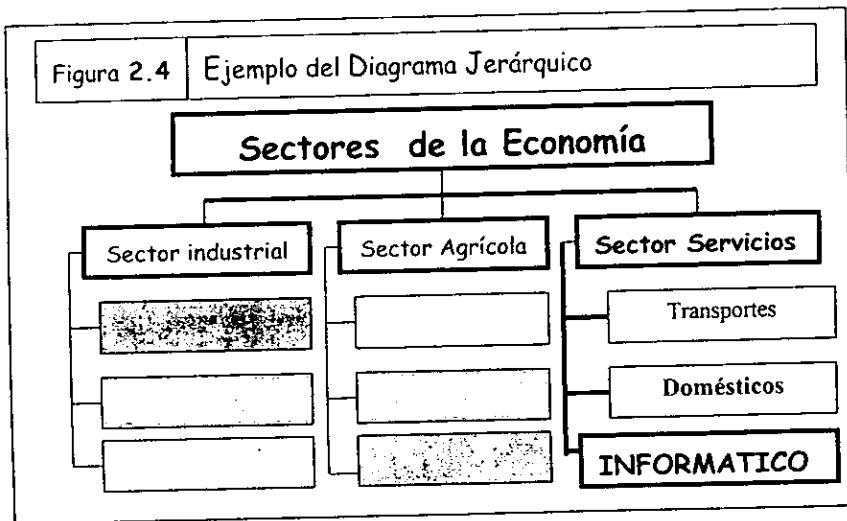 Figura 2.4 Ejemplo del Diagrama Jerárquico
Sectores de la Economía
Sector industrial Sector Agrícola Sector Servicios
Transportes
Domésticos
INFORMATICO